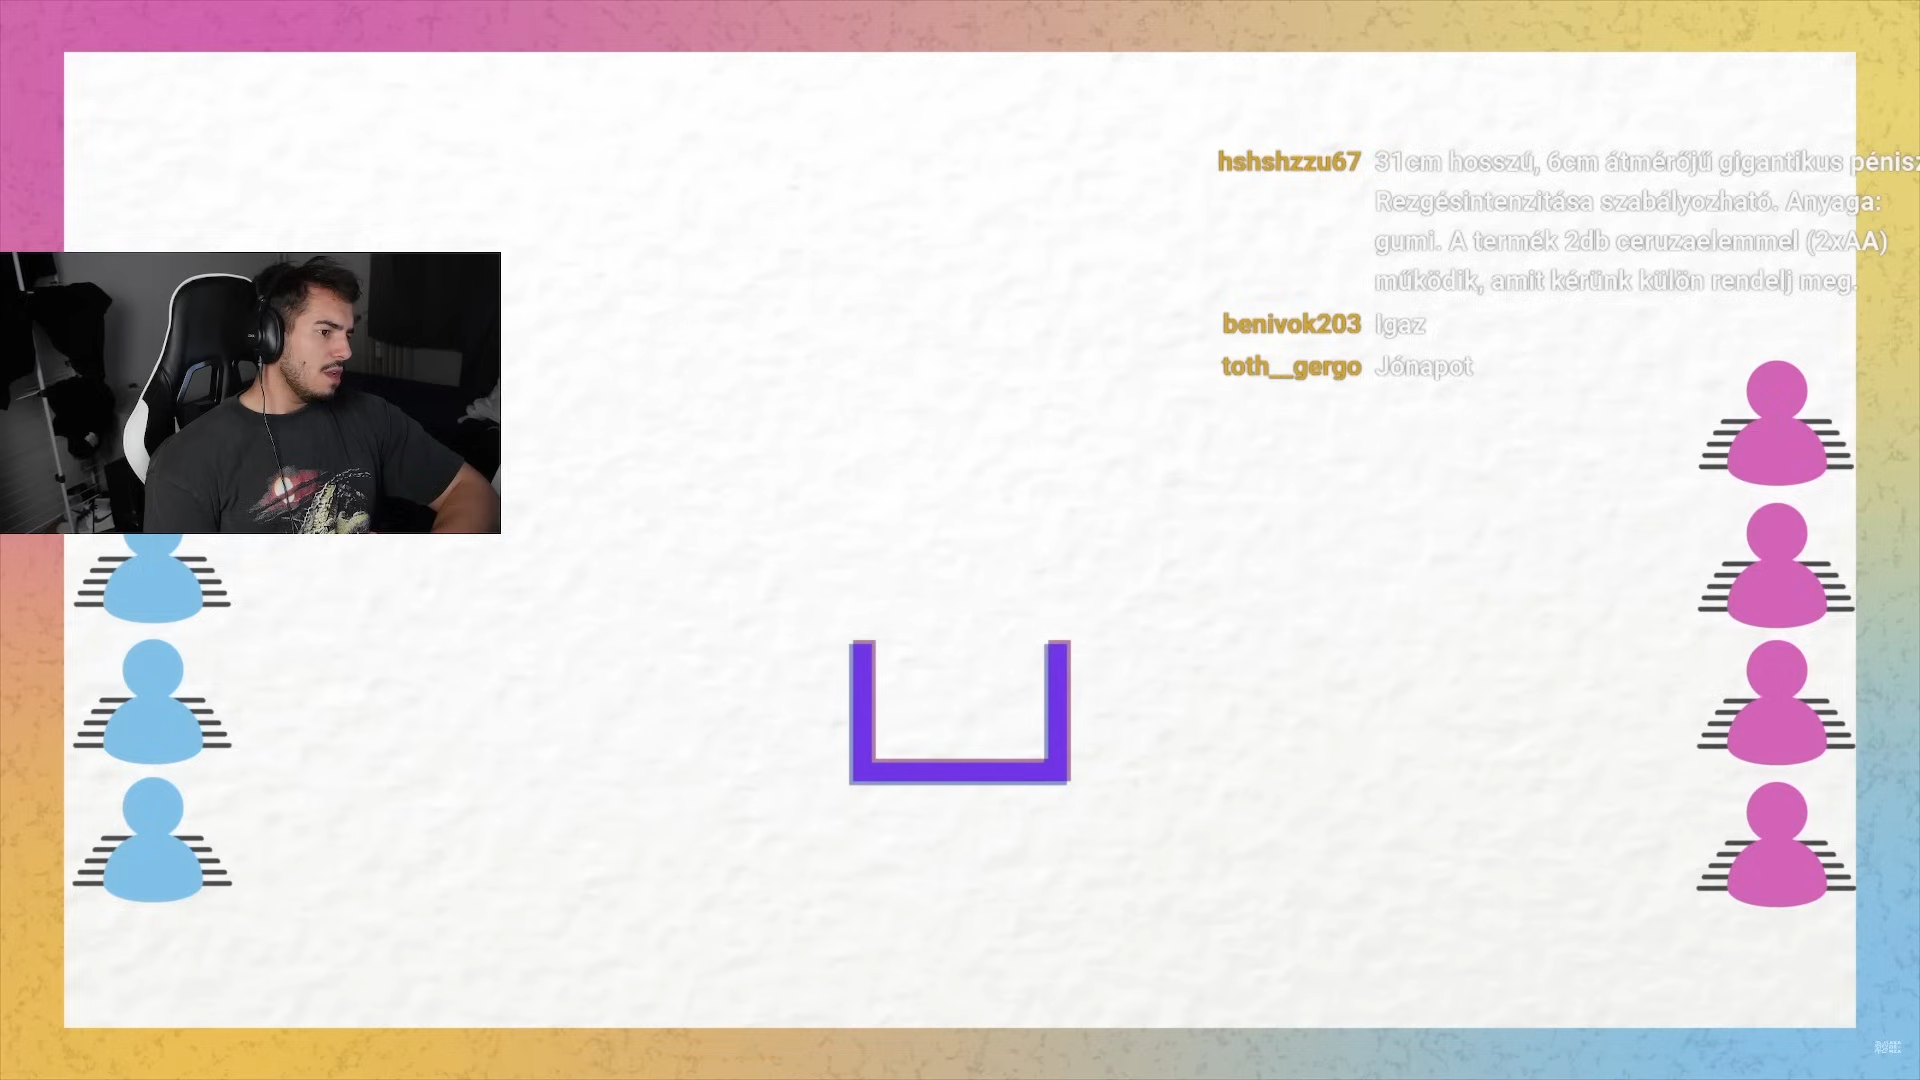 hshshzzu67 31cm hosszú, 6cm átmérőjű gigantikus pénisz
Rezgésintenzitása szabályozható. Anyaga:
gumi. A termék 2db ceruzaelemmel (2xAA)
működik, amit kérünk külön rendelj meg.
benivok203 Igaz
toth__gergo Jónapot